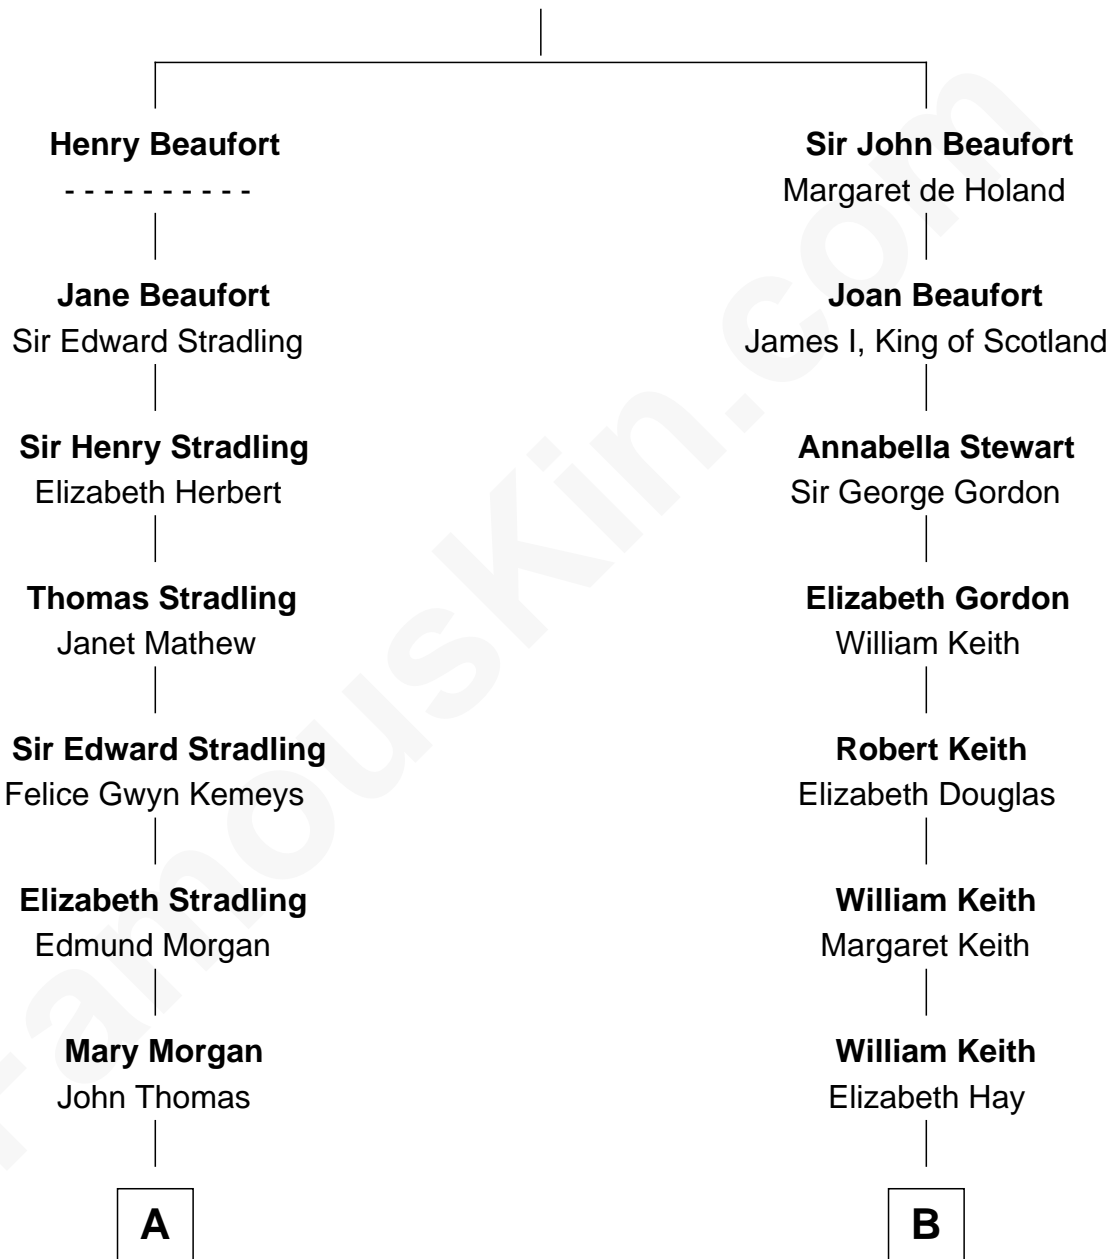 Henry Beaufort
- - - - - - - - - -
Jane Beaufort
Sir Edward Stradling
Sir Henry Stradling
Elizabeth Herbert
Thomas Stradling
Janet Mathew
Sir Edward Stradling
Felice Gwyn Kemeys
Elizabeth Stradling
Edmund Morgan
Mary Morgan
John Thomas
A
Sir John Beaufort
Margaret de Holand
Joan Beaufort
James I, King of Scotland
Annabella Stewart
Sir George Gordon
Elizabeth Gordon
William Keith
Robert Keith
Elizabeth Douglas
William Keith
Margaret Keith
William Keith
Elizabeth Hay
B
FamousKin.com